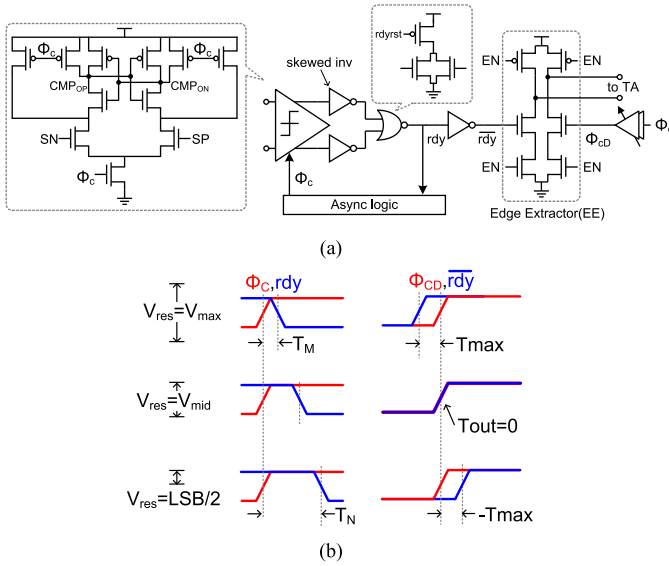 rdyrst
skewed inv
Φc Φc
CMPOP CMPON
SN SP
Φc
Φc
Async logic
rdy
rdy
EN EN
to TA
ΦcD
EN EN
Edge Extractor(EE)
(a)
ΦC,rdy
ΦCD,rdy
Vres=Vmax
TM
Tmax
Vres=Vmid
Tout=0
Vres=LSB/2
TN
-Tmax
(b)